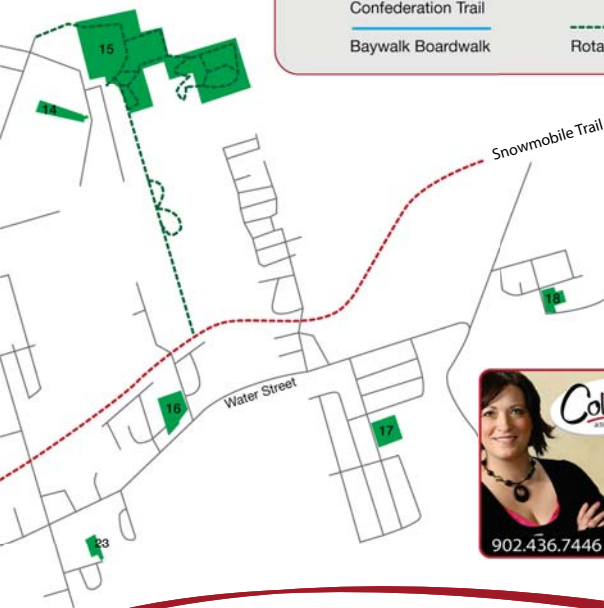 Confederation Trail
Baywalk Boardwalk
15
14
Snowmobile Trail
18
16
Water Street
17
23
902.436.7446